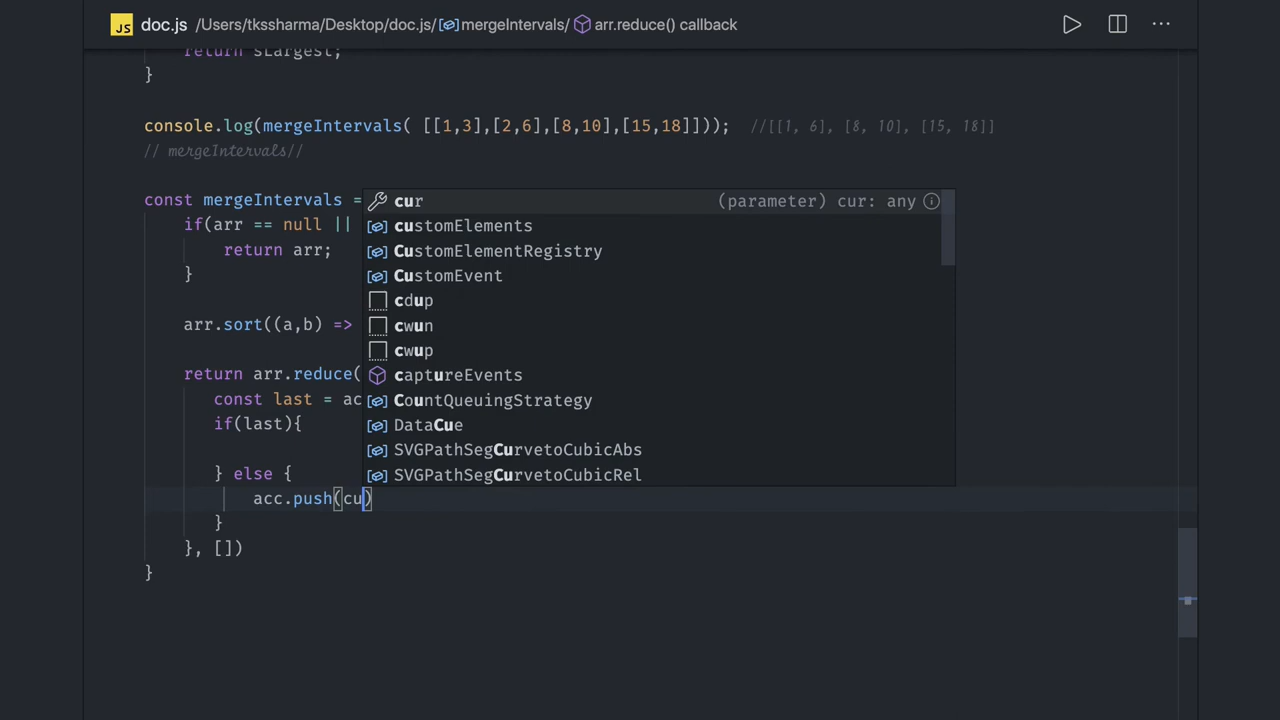 JS doc.js /Users/tkssharma/Desktop/doc.js/ mergeIntervals/ arr.reduce() callback ...
return sLargest;
}
console.log(mergeIntervals( [[1,3],[2,6],[8,10],[15,18]])); //[[1, 6], [8, 10], [15, 18]]
// mergeIntervals//
const mergeIntervals =
if(arr == null ||
return arr;
}
arr.sort((a,b) =>
return arr.reduce(
const last = ac
if(last){
} else {
acc.push(cu)
}
}, [])
}
cur (parameter) cur: any
customElements
CustomElementRegistry
CustomEvent
cdup
cwun
cwup
captureEvents
CountQueuingStrategy
DataCue
SVGPathSegCurvetoCubicAbs
SVGPathSegCurvetoCubicRel